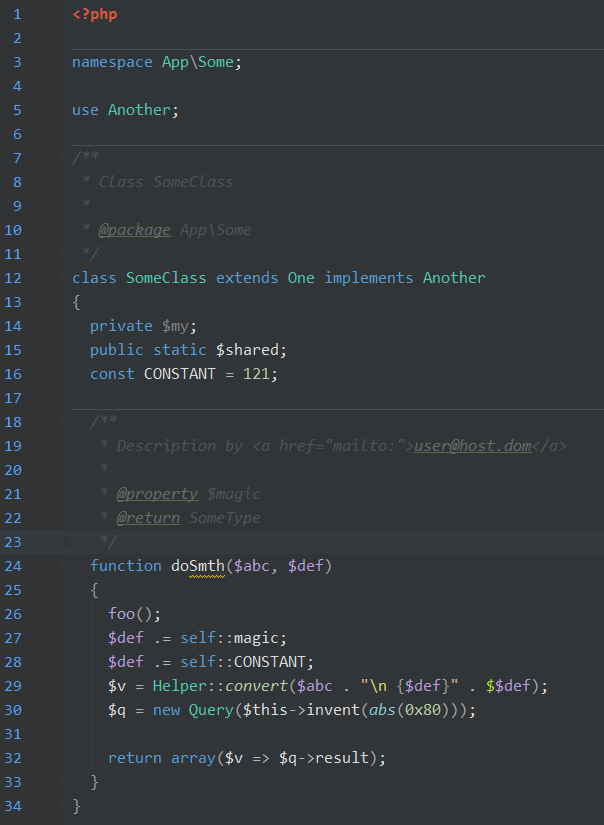 1 <?php
2
3 namespace App\Some;
4
5 use Another;
6
7 /**
8  * Class SomeClass
9  *
10  * @package App\Some
11  */
12 class SomeClass extends One implements Another
13 {
14   private $my;
15   public static $shared;
16   const CONSTANT = 121;
17
18   /**
19    * Description by <a href="mailto:">user@host.dom</a>
20    *
21    * @property $magic
22    * @return SomeType
23    */
24   function doSmth($abc, $def)
25   {
26     foo();
27     $def .= self::magic;
28     $def .= self::CONSTANT;
29     $v = Helper::convert($abc . "\n {$def}" . $$def);
30     $q = new Query($this->invent(abs(0x80)));
31
32     return array($v => $q->result);
33   }
34 }